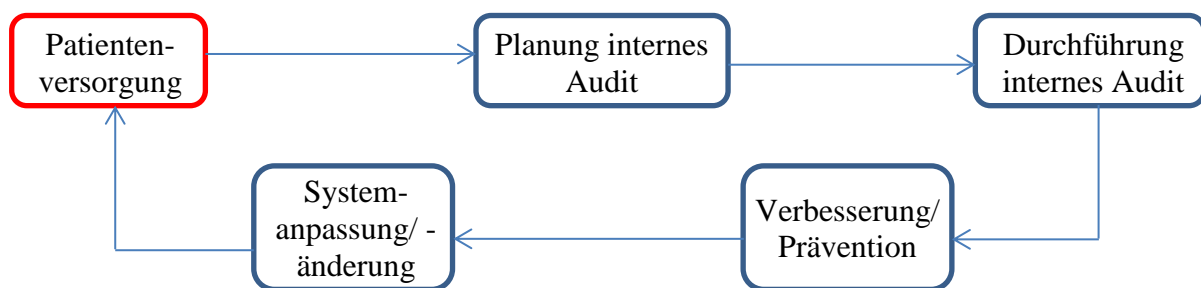 Patienten-
versorgung
Planung internes
Audit
Durchführung
internes Audit
System-
anpassung/ -
änderung
Verbesserung/
Prävention